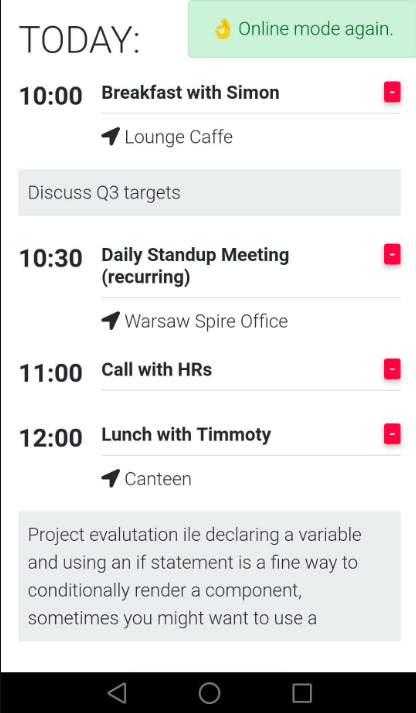 TODAY:
👌 Online mode again.
10:00 Breakfast with Simon -
Lounge Caffe
Discuss Q3 targets
10:30 Daily Standup Meeting -
(recurring)
Warsaw Spire Office
11:00 Call with HRs -
12:00 Lunch with Timmoty -
Canteen
Project evalutation ile declaring a variable
and using an if statement is a fine way to
conditionally render a component,
sometimes you might want to use a